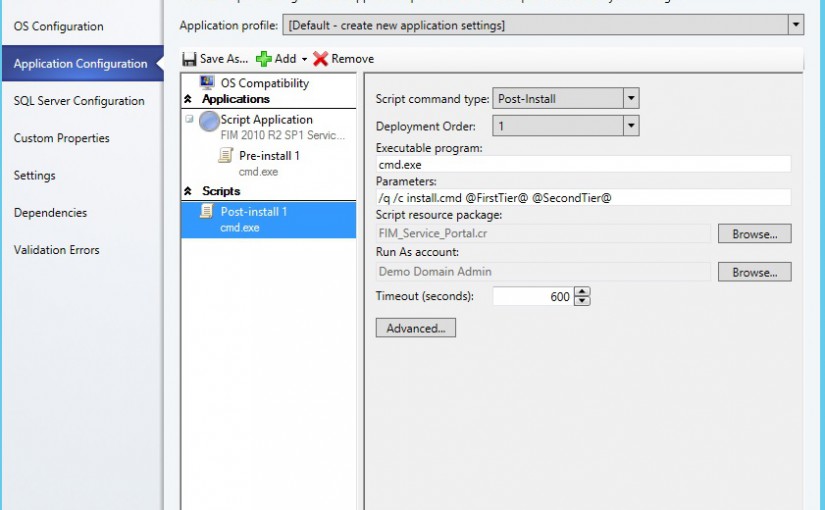 OS Configuration
Application Configuration
SQL Server Configuration
Custom Properties
Settings
Dependencies
Validation Errors
Application profile: [Default - create new application settings]
Save As... Add Remove
OS Compatibility
Applications
Script Application
FIM 2010 R2 SP1 Servic...
Pre-install 1
cmd.exe
Scripts
Post-install 1
cmd.exe
Script command type: Post-Install
Deployment Order: 1
Executable program:
cmd.exe
Parameters:
/q /c install.cmd @FirstTier@ @SecondTier@
Script resource package:
FIM_Service_Portal.cr Browse...
Run As account:
Demo Domain Admin Browse...
Timeout (seconds): 600
Advanced...